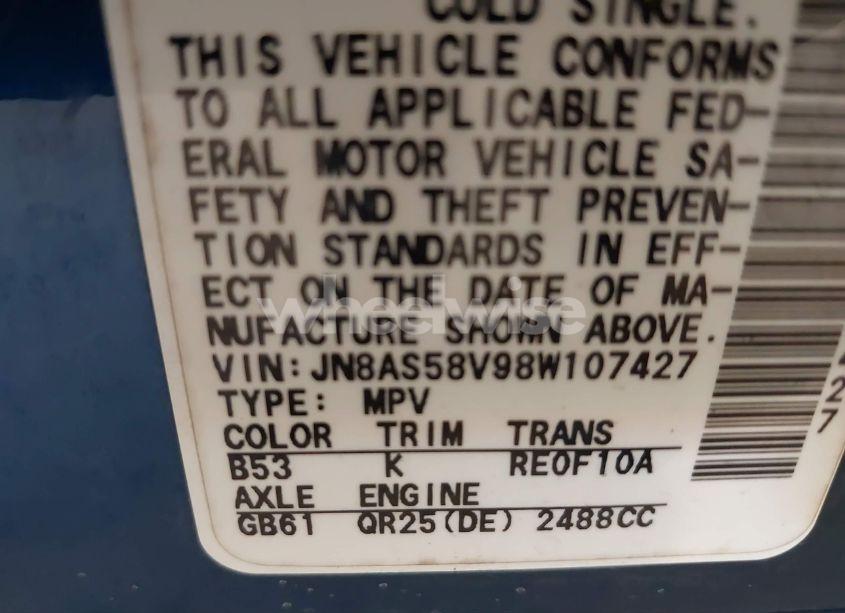 COLD SINGLE.
THIS VEHICLE CONFORMS
TO ALL APPLICABLE FED-
ERAL MOTOR VEHICLE SA-
FETY AND THEFT PREVEN-
TION STANDARDS IN EFF-
ECT ON THE DATE OF MA-
NUFACTURE SHOWN ABOVE.
VIN:JN8AS58V98W107427
TYPE: MPV
COLOR TRIM TRANS
B53 K RE0F10A
AXLE ENGINE
GB61 QR25(DE) 2488CC
427
wheelwise